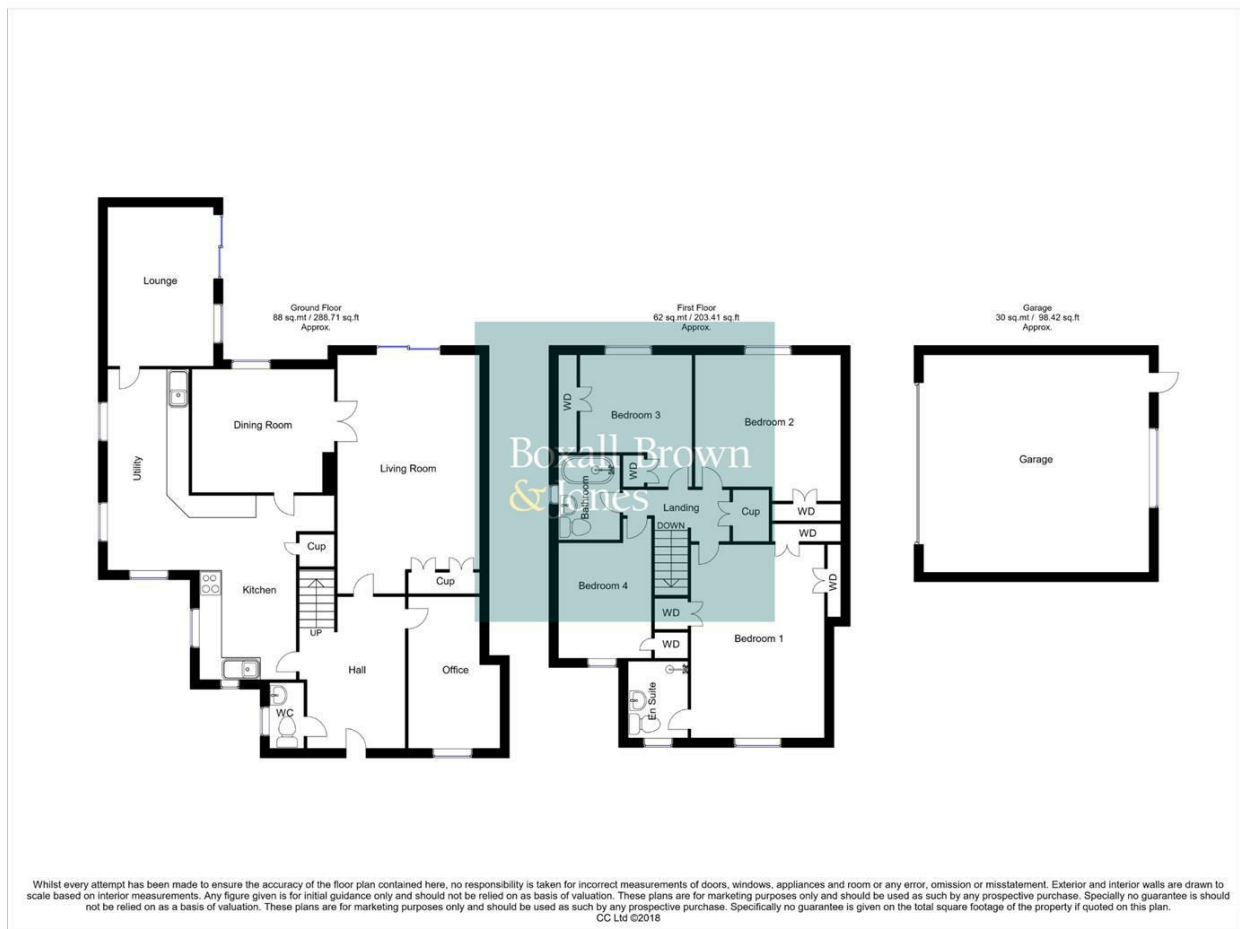 Lounge
Ground Floor
88 sq.mt / 288.71 sq.ft
Approx.
Dining Room
Utility
Living Room
Cup
Kitchen
Cup
UP
Hall
Office
WC
First Floor
62 sq.mt / 203.41 sq.ft
Approx.
WD
Bedroom 3
Bedroom 2
Boxall Brown
& Jones
WD
Bathroom
Landing
Cup
WD
DOWN
WD
Bedroom 4
WD
WD
Bedroom 1
WD
En Suite
Garage
30 sq.mt / 98.42 sq.ft
Approx.
Garage
Whilst every attempt has been made to ensure the accuracy of the floor plan contained here, no responsibility is taken for incorrect measurements of doors, windows, appliances and room or any error, omission or misstatement. Exterior and interior walls are drawn to
scale based on interior measurements. Any figure given is for initial guidance only and should not be relied on as basis of valuation. These plans are for marketing purposes only and should be used as such by any prospective purchase. Specially no guarantee is should
not be relied on as a basis of valuation. These plans are for marketing purposes only and should be used as such by any prospective purchase. Specifically no guarantee is given on the total square footage of the property if quoted on this plan.
CC Ltd ©2018